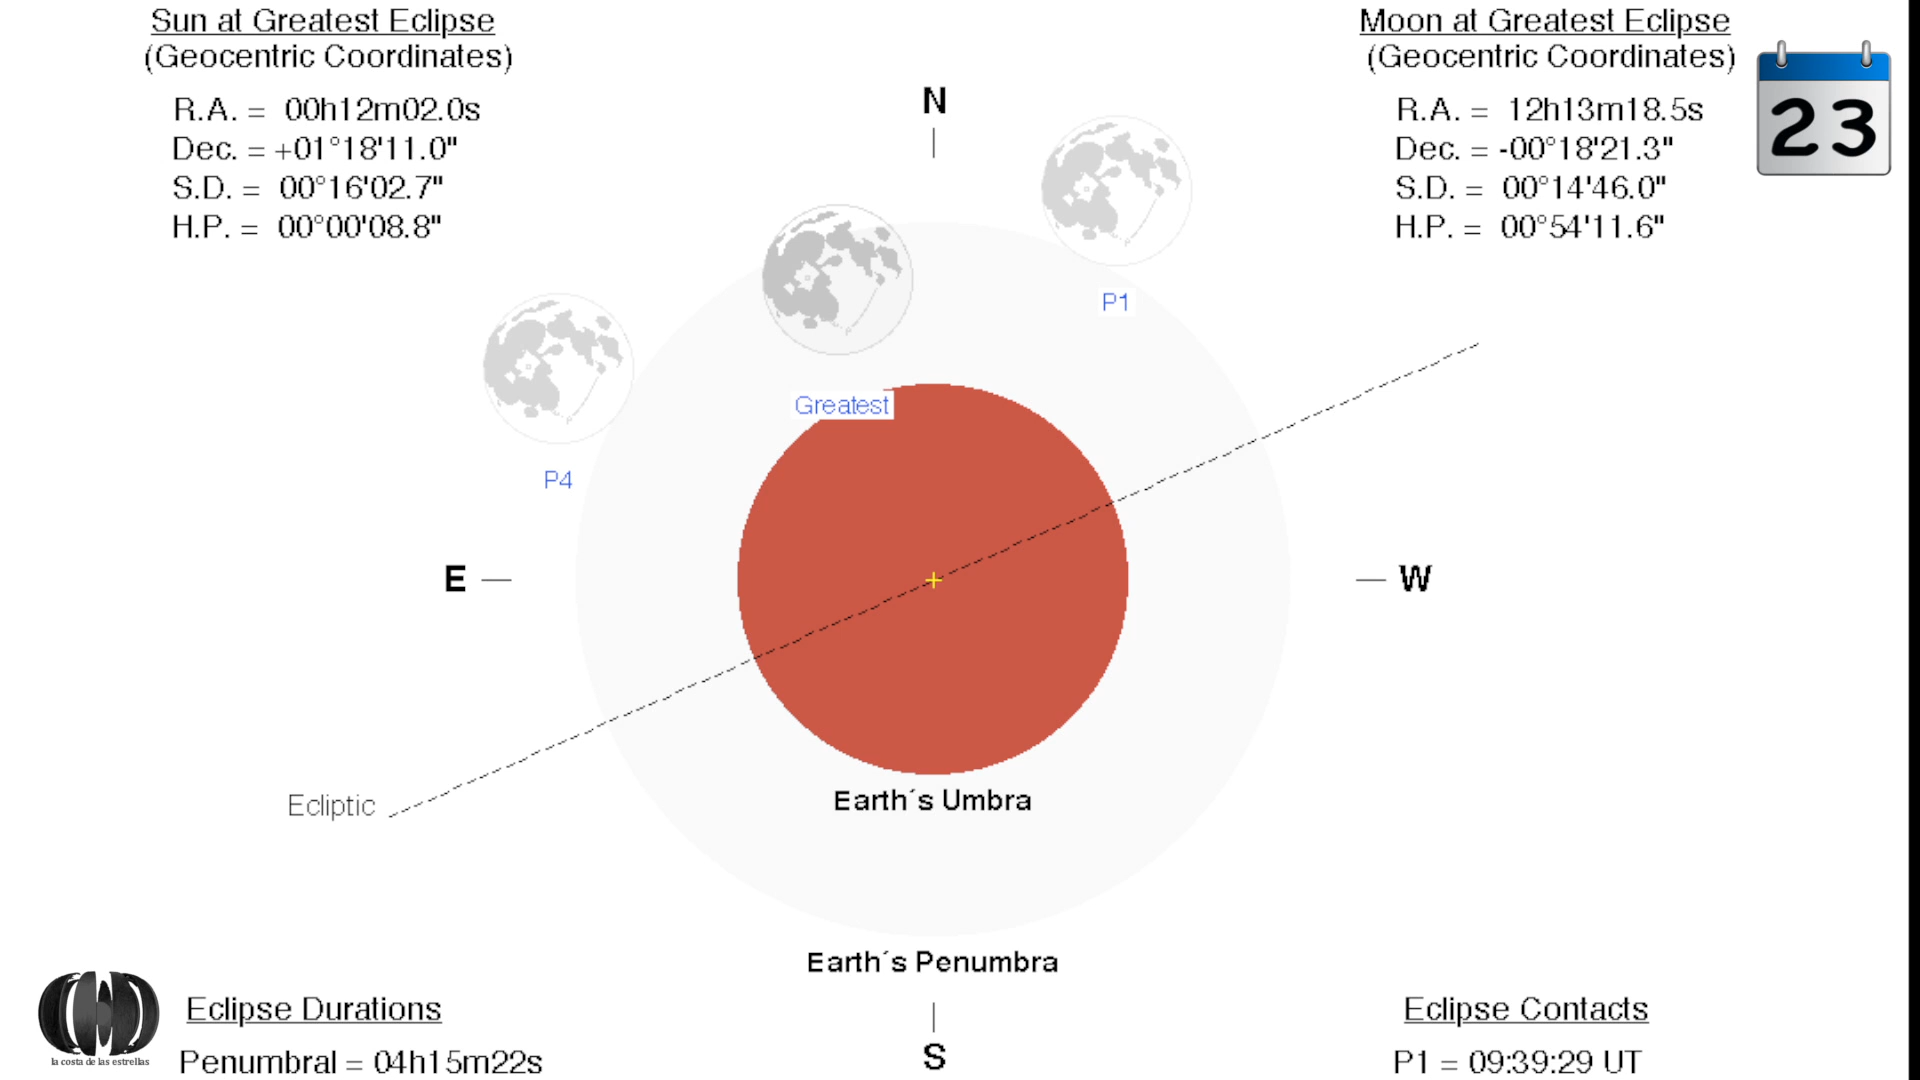 Sun at Greatest Eclipse
(Geocentric Coordinates)
R.A. = 00h12m02.0s
Dec. = +01°18'11.0"
S.D. = 00°16'02.7"
H.P. = 00°00'08.8"
Moon at Greatest Eclipse
(Geocentric Coordinates)
R.A. = 12h13m18.5s
Dec. = -00°18'21.3"
S.D. = 00°14'46.0"
H.P. = 00°54'11.6"
23
N
P1
Greatest
P4
E
W
Ecliptic
Earth´s Umbra
Earth´s Penumbra
S
la costa de las estrellas
Eclipse Durations
Penumbral = 04h15m22s
Eclipse Contacts
P1 = 09:39:29 UT